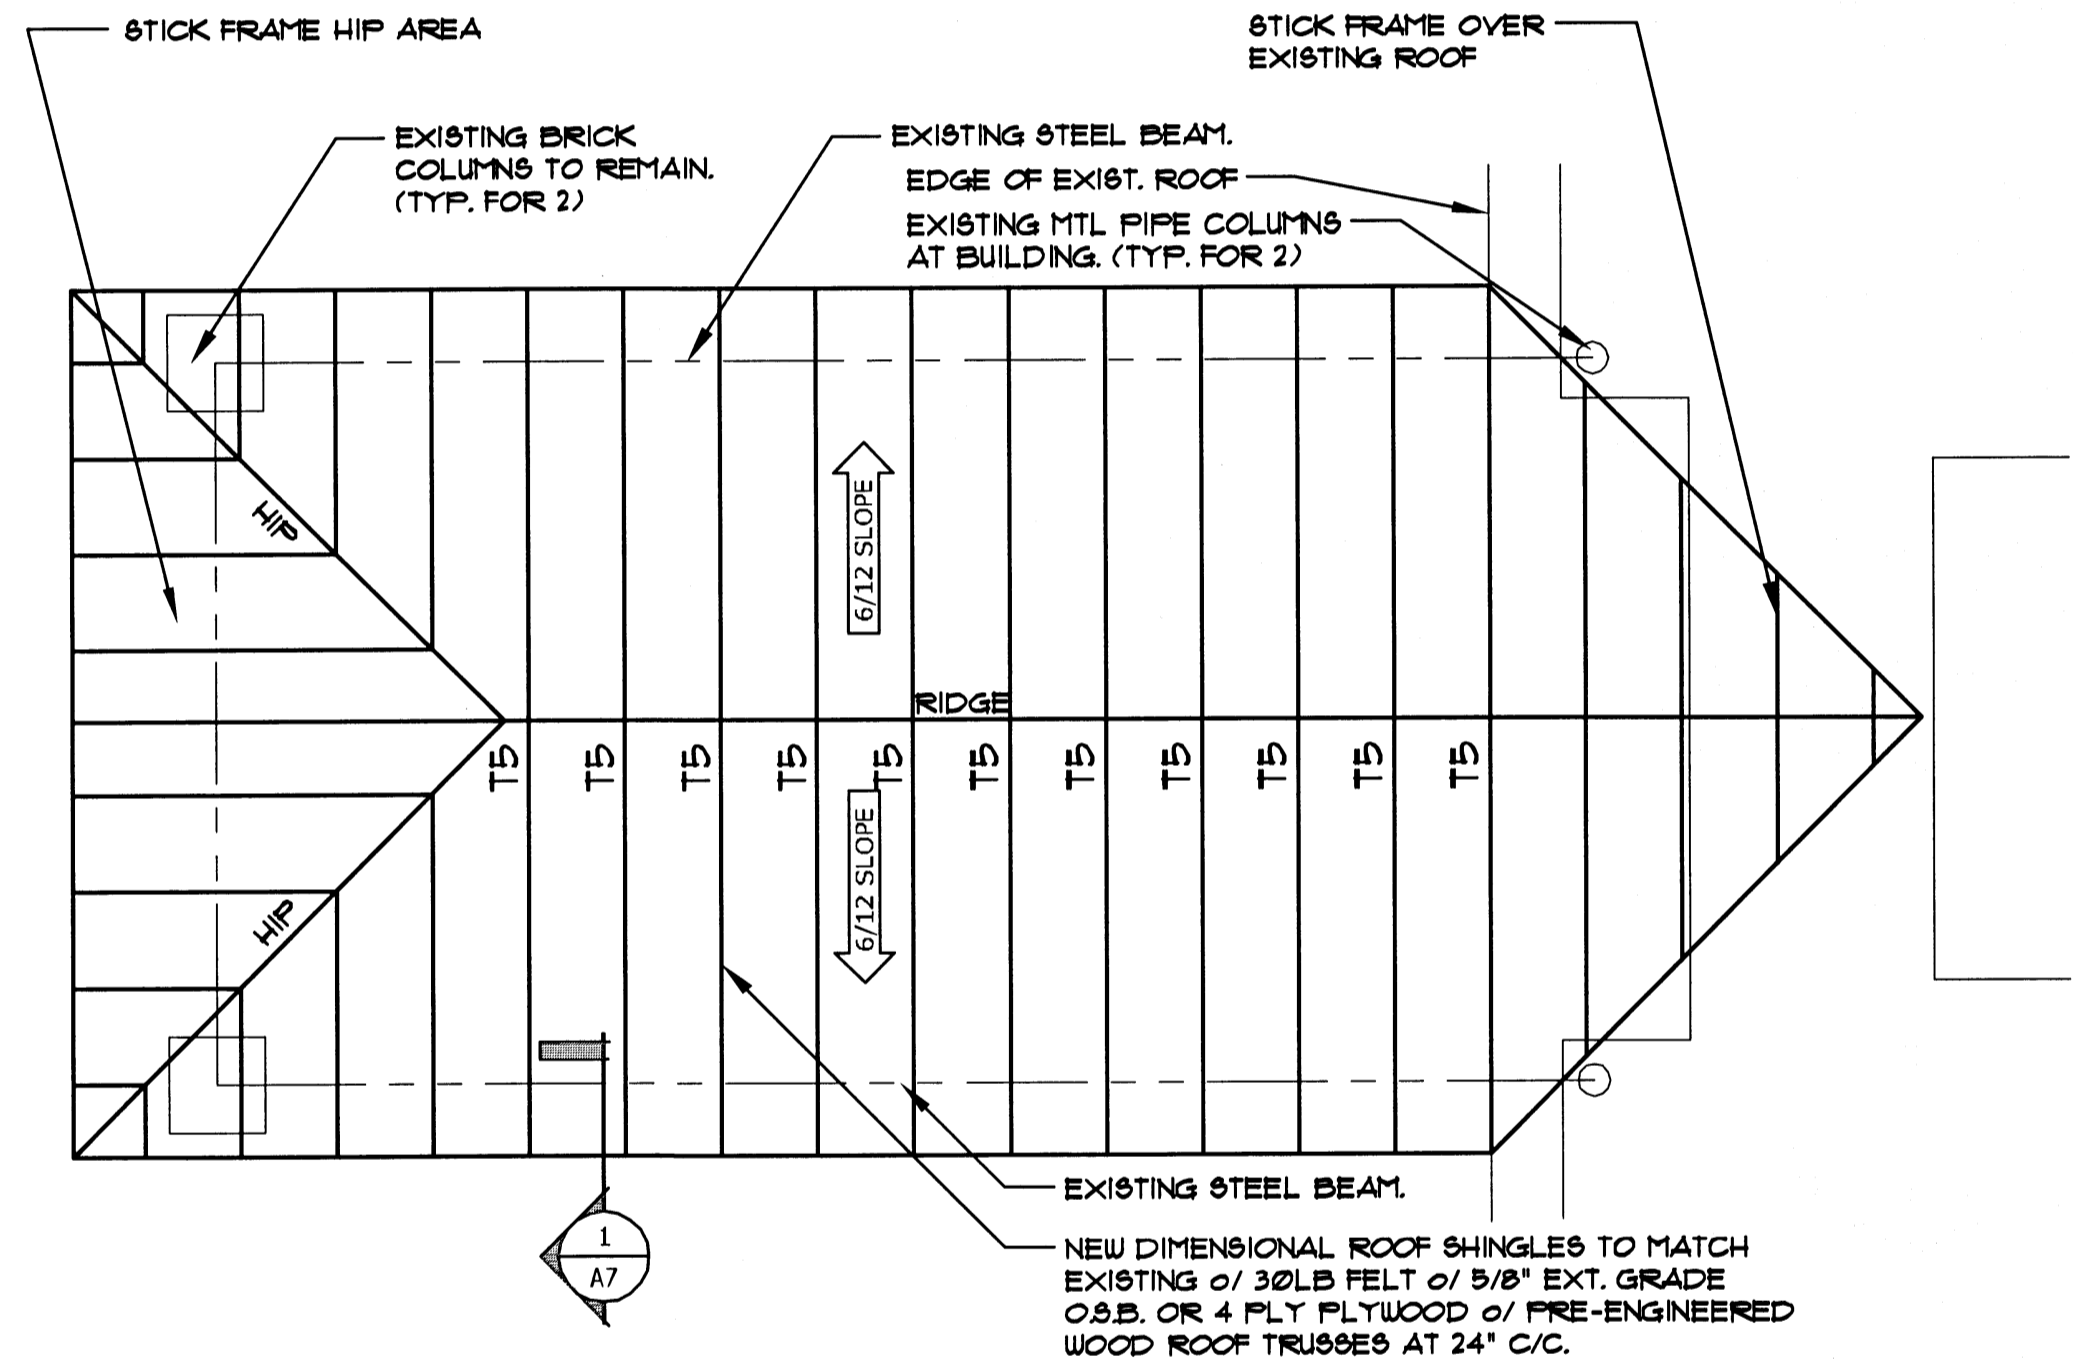 STICK FRAME HIP AREA
STICK FRAME OVER
EXISTING ROOF
EXISTING BRICK
COLUMNS TO REMAIN.
(TYP. FOR 2)
EXISTING STEEL BEAM.
EDGE OF EXIST. ROOF
EXISTING MTL PIPE COLUMNS
AT BUILDING. (TYP. FOR 2)
HIP
6/12 SLOPE
RIDGE
T5
T5
T5
T5
T5
T5
T5
T5
T5
T5
T5
6/12 SLOPE
HIP
EXISTING STEEL BEAM.
1
A7
NEW DIMENSIONAL ROOF SHINGLES TO MATCH
EXISTING o/ 30LB FELT o/ 5/8" EXT. GRADE
O.S.B. OR 4 PLY PLYWOOD o/ PRE-ENGINEERED
WOOD ROOF TRUSSES AT 24" C/C.